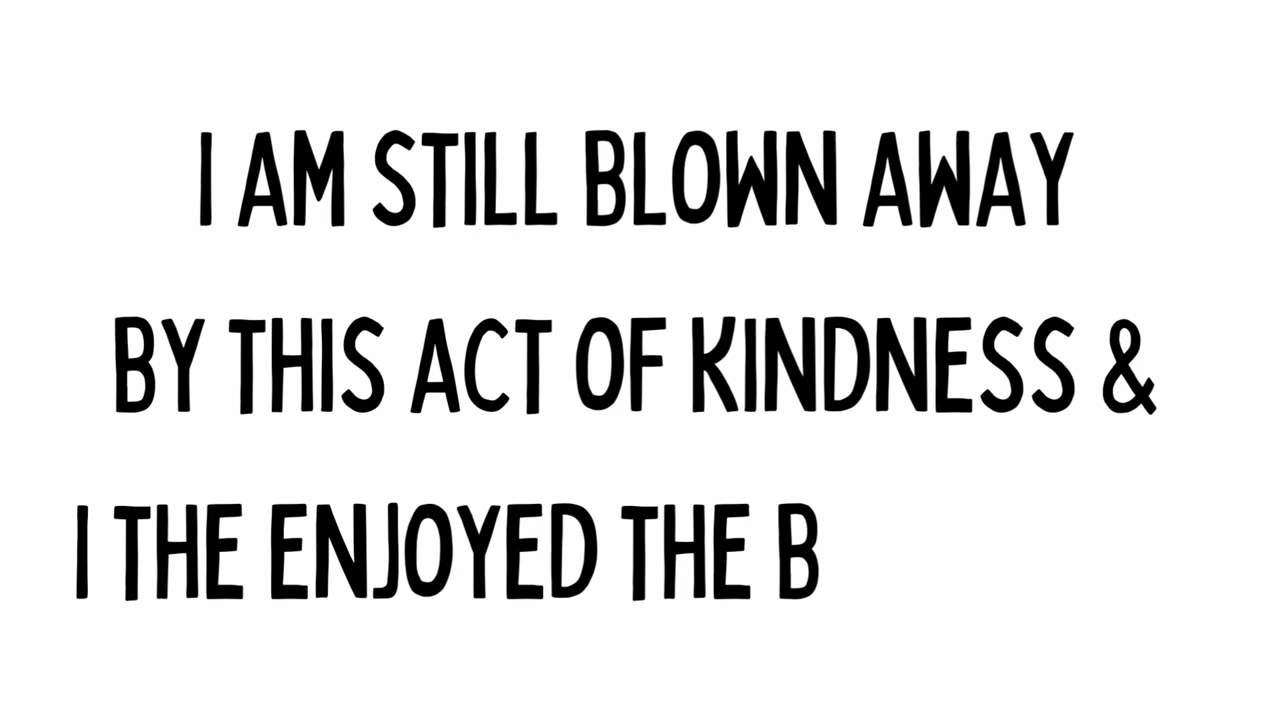 I AM STILL BLOWN AWAY
BY THIS ACT OF KINDNESS &
I THE ENJOYED THE B